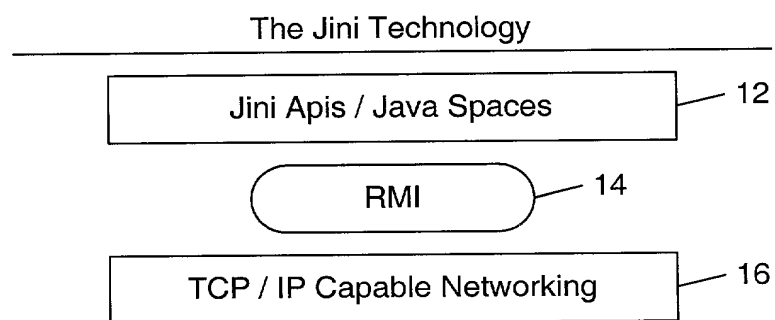 The Jini Technology
Jini Apis / Java Spaces
12
RMI
14
TCP / IP Capable Networking
16